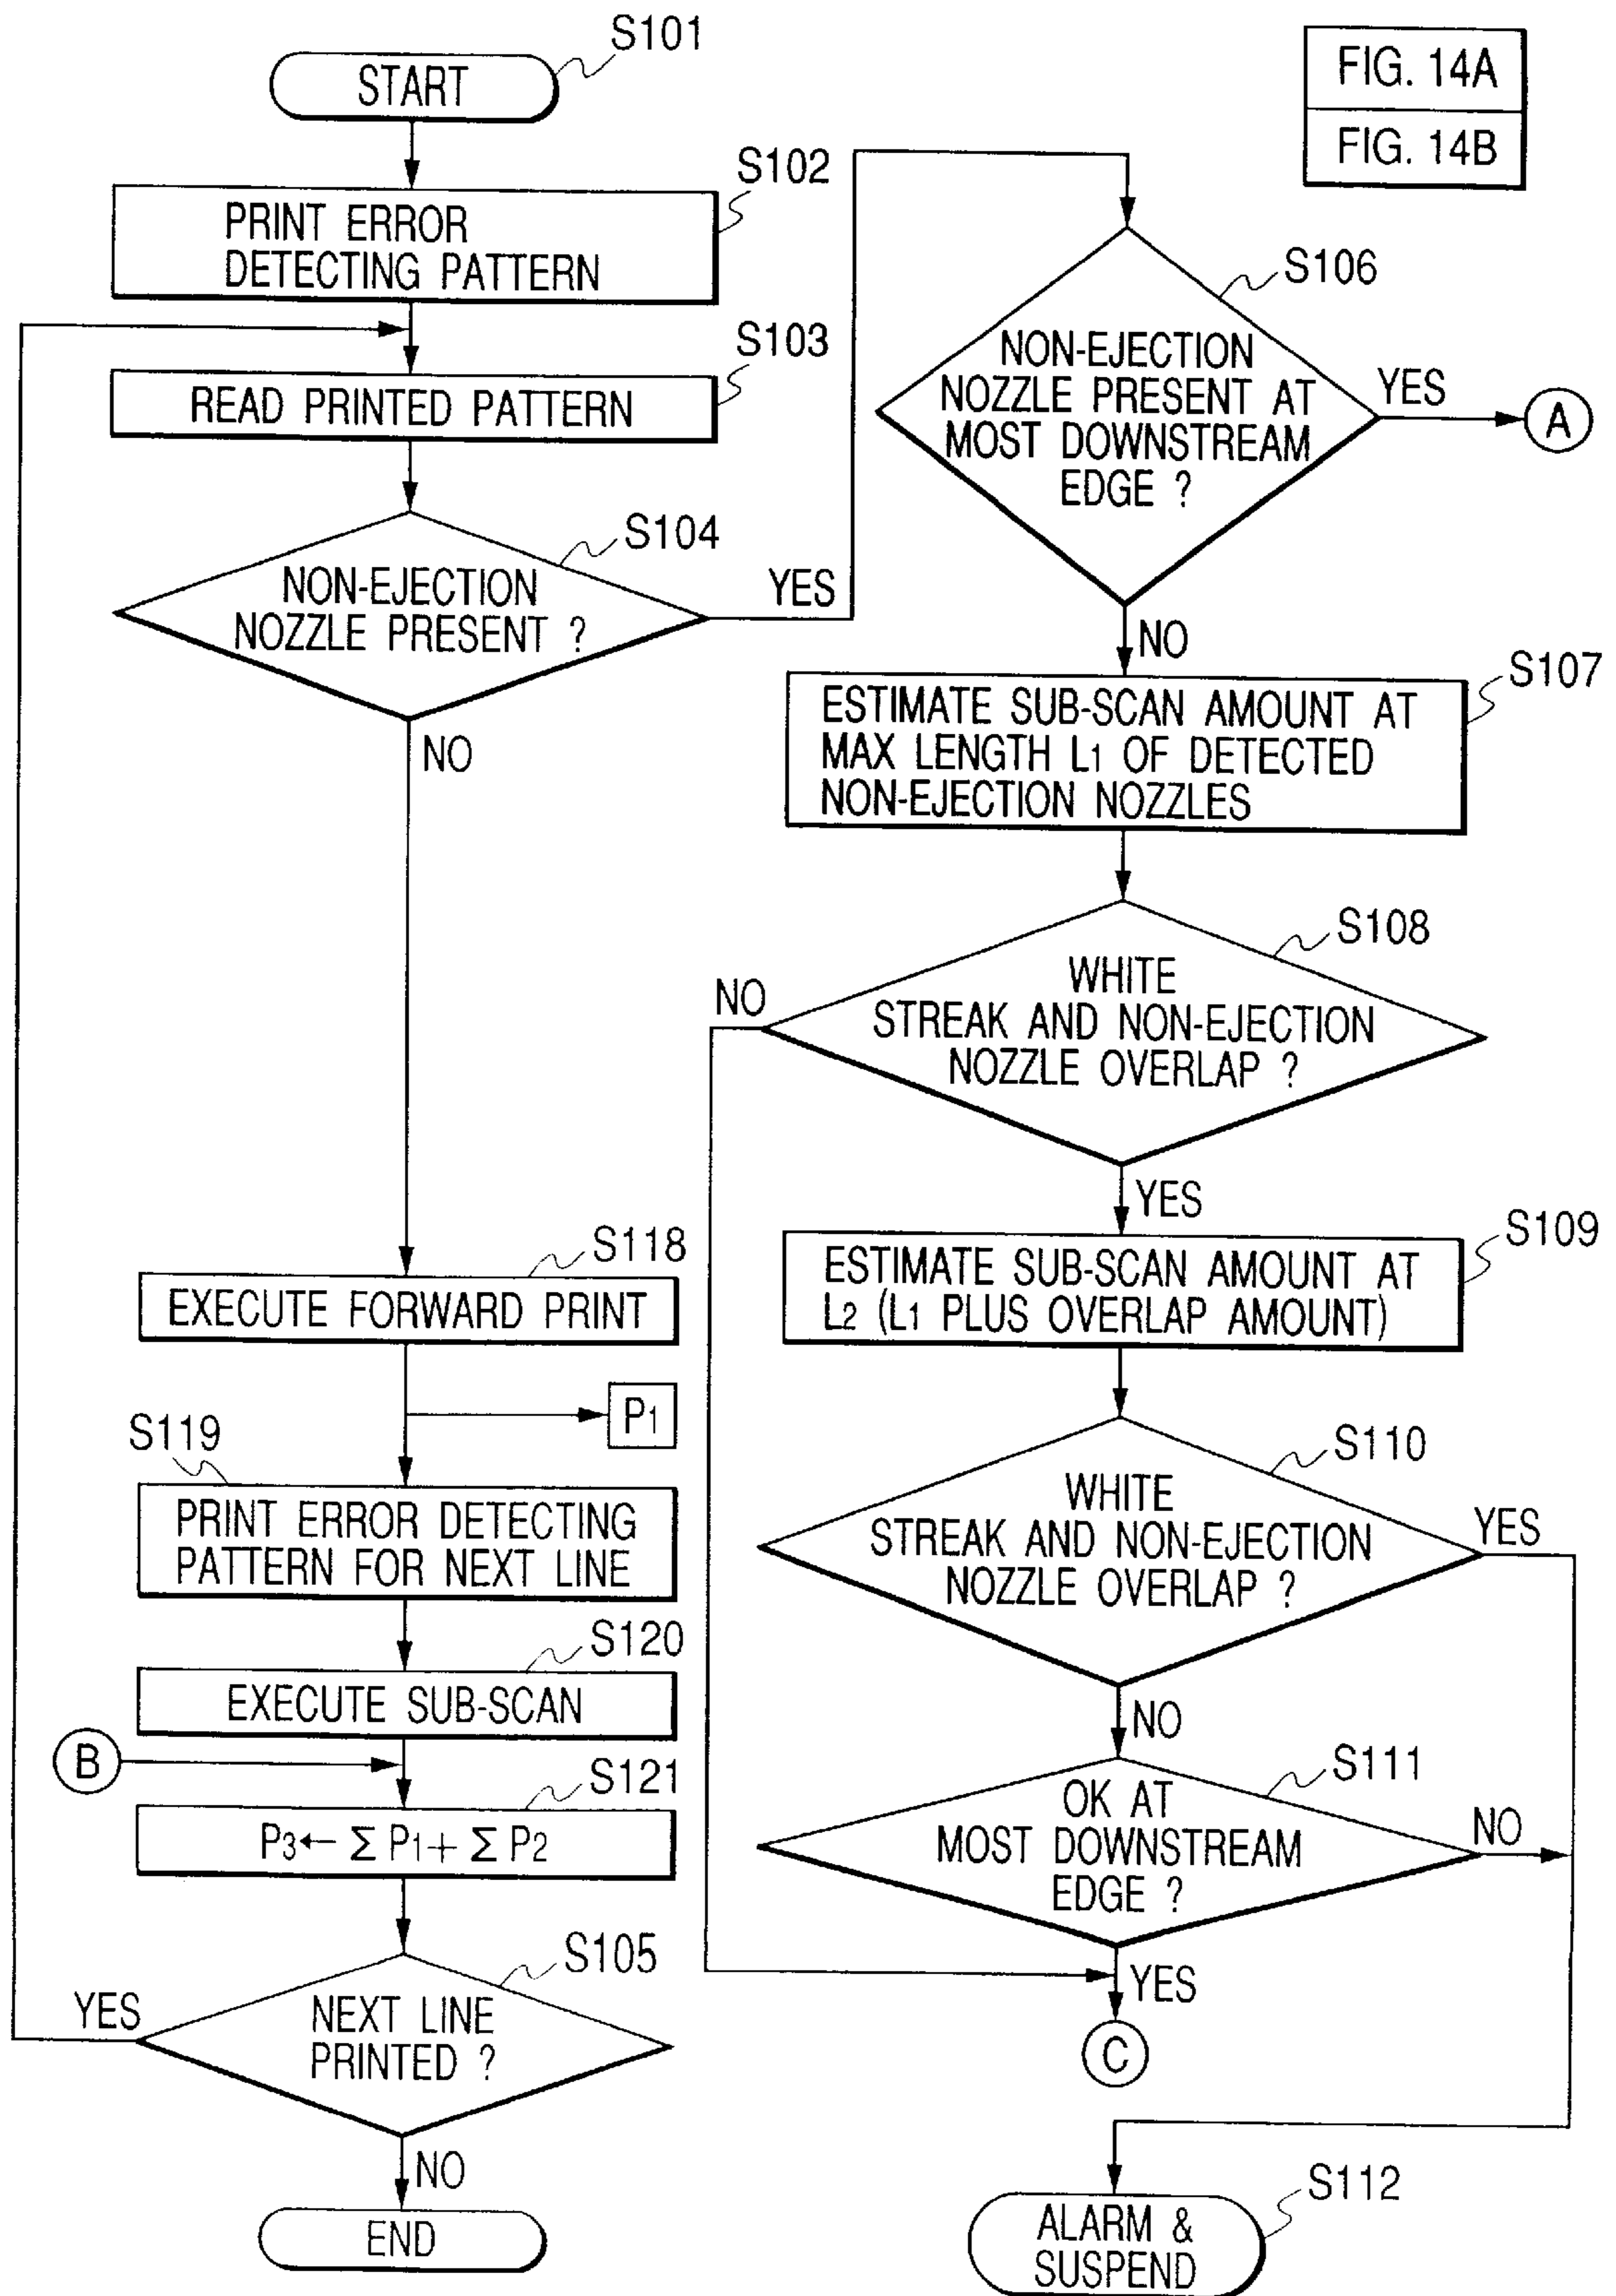 FIG. 14A
FIG. 14B
S101
START
S102
PRINT ERROR
DETECTING PATTERN
S103
READ PRINTED PATTERN
S104
NON-EJECTION
NOZZLE PRESENT ?
YES
NO
S118
EXECUTE FORWARD PRINT
P1
S119
PRINT ERROR DETECTING
PATTERN FOR NEXT LINE
S120
EXECUTE SUB-SCAN
B
S121
P3← Σ P1+ Σ P2
S105
YES
NEXT LINE
PRINTED ?
NO
END
S106
NON-EJECTION
NOZZLE PRESENT AT
MOST DOWNSTREAM
EDGE ?
YES
A
NO
S107
ESTIMATE SUB-SCAN AMOUNT AT
MAX LENGTH L1 OF DETECTED
NON-EJECTION NOZZLES
S108
NO
WHITE
STREAK AND NON-EJECTION
NOZZLE OVERLAP ?
YES
S109
ESTIMATE SUB-SCAN AMOUNT AT
L2 (L1 PLUS OVERLAP AMOUNT)
S110
WHITE
STREAK AND NON-EJECTION
NOZZLE OVERLAP ?
YES
NO
S111
OK AT
MOST DOWNSTREAM
EDGE ?
NO
YES
C
S112
ALARM &
SUSPEND